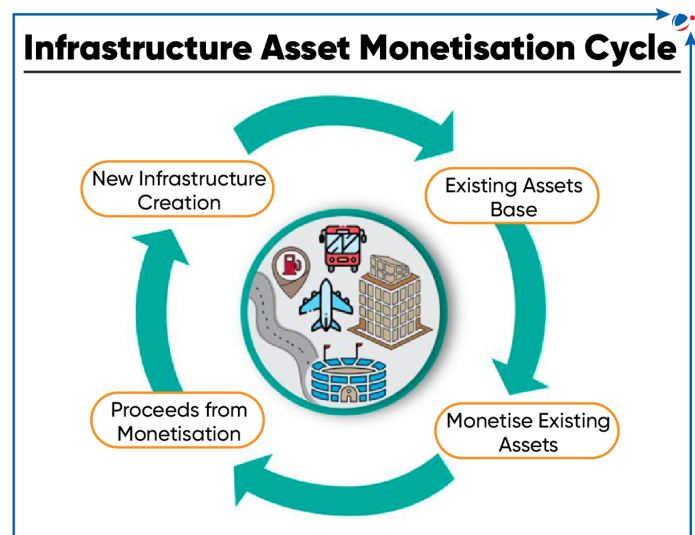 Infrastructure Asset Monetisation Cycle
New Infrastructure
Creation
Existing Assets
Base
Proceeds from
Monetisation
Monetise Existing
Assets